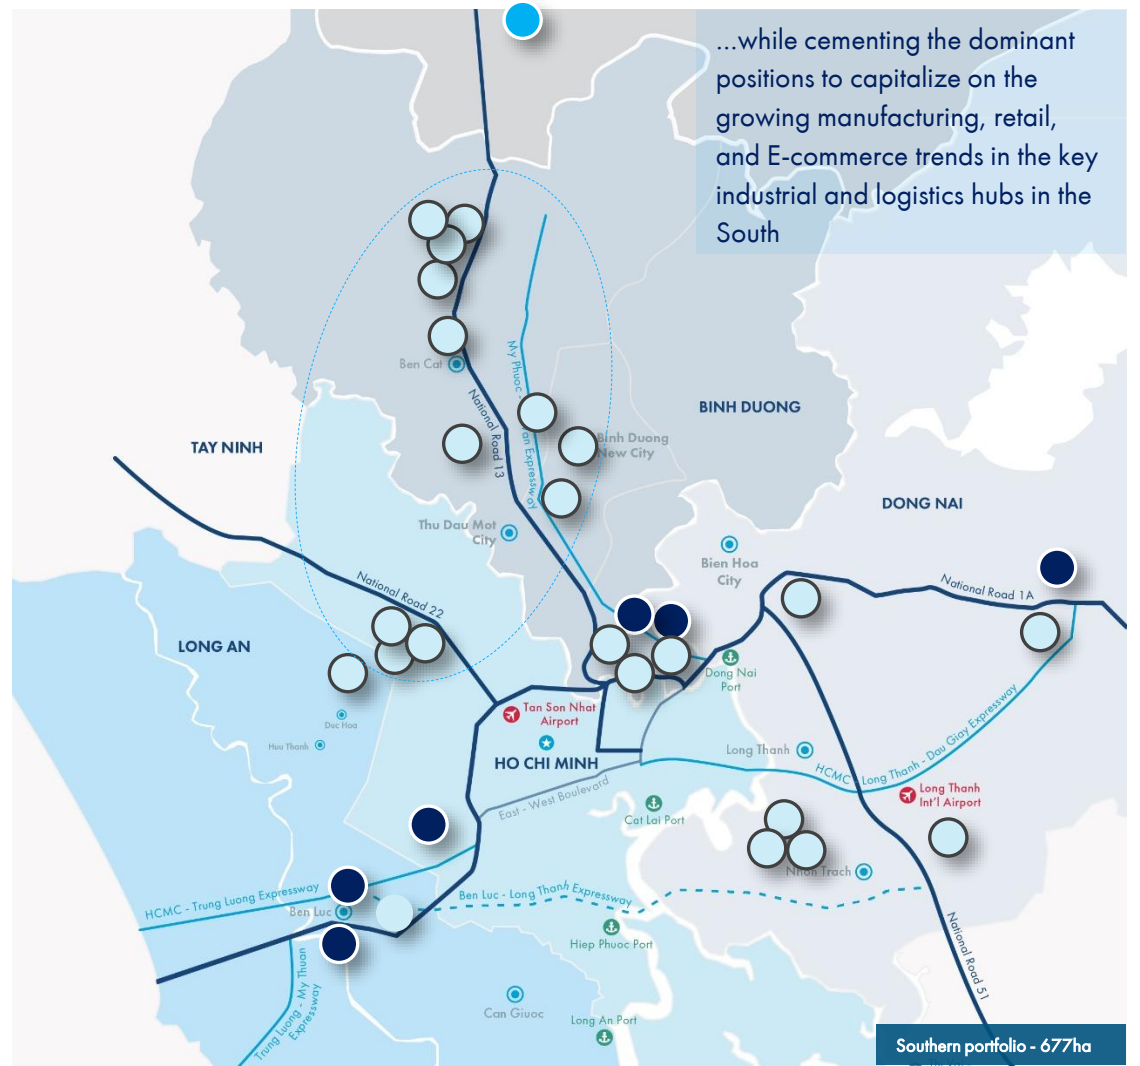 ...while cementing the dominant
positions to capitalize on the
growing manufacturing, retail,
and E-commerce trends in the key
industrial and logistics hubs in the
South
Ben Cat
My Phuoc -
an Expressway
National Road 13
BINH DUONG
Binh Duong
New City
TAY NINH
DONG NAI
Thu Dau Mot
City
Bien Hoa
City
National Road 22
National Road 1A
LONG AN
Dong Nai
Port
Duc Hoa
Huu Thanh
Tan Son Nhat
Airport
HO CHI MINH
Long Thanh
HCMC - Long Thanh - Dau Giay Expressway
East - West Boulevard
Long Thanh
Int'l Airport
Cat Lai Port
Nhon Trach
HCMC - Trung Luong Expressway
Ben Luc
Ben Luc - Long Thanh Expressway
Hiep Phuoc Port
National Road 51
Trung Luong - My Thuan
Expressway
Can Giuoc
Long An Port
Southern portfolio - 677ha